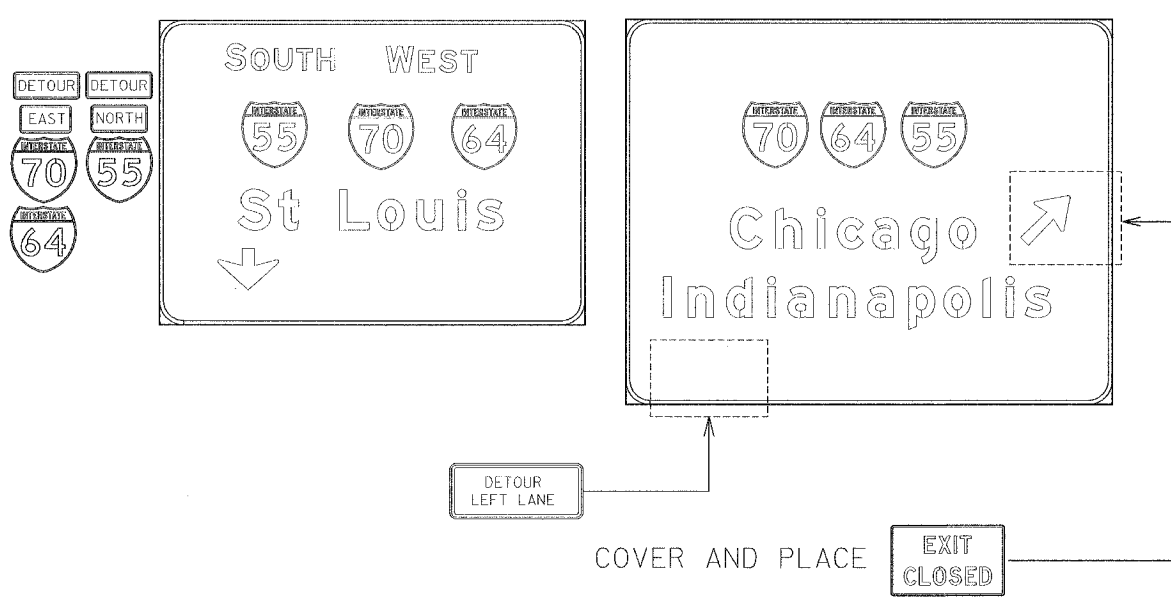 DETOUR DETOUR
EAST NORTH
INTERSTATE 70 INTERSTATE 55
INTERSTATE 64
SOUTH WEST
INTERSTATE 55 INTERSTATE 70 INTERSTATE 64
St Louis
INTERSTATE 70 INTERSTATE 64 INTERSTATE 55
Chicago
Indianapolis
DETOUR
LEFT LANE
COVER AND PLACE
EXIT
CLOSED